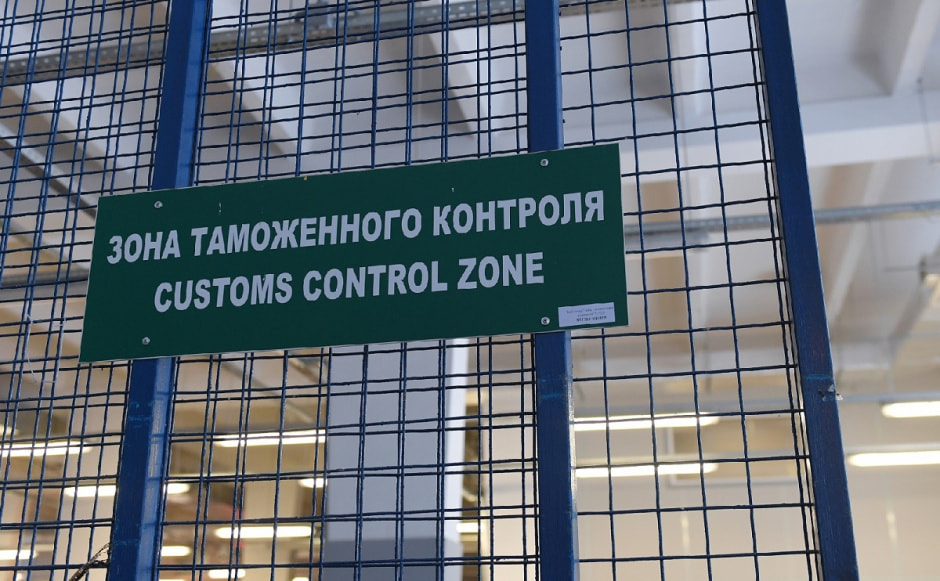 ЗОНА ТАМОЖЕННОГО КОНТРОЛЯ
CUSTOMS CONTROL ZONE